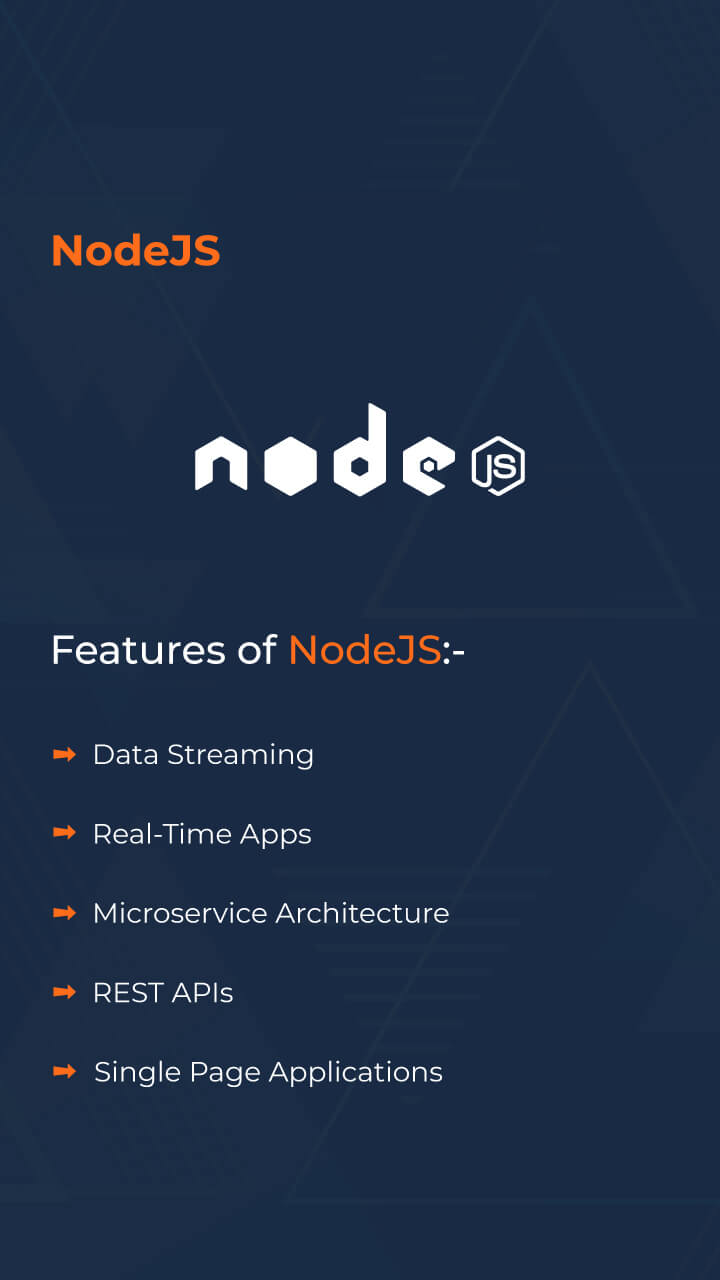 NodeJS
node JS
Features of NodeJS:-
Data Streaming
Real-Time Apps
Microservice Architecture
REST APIs
Single Page Applications